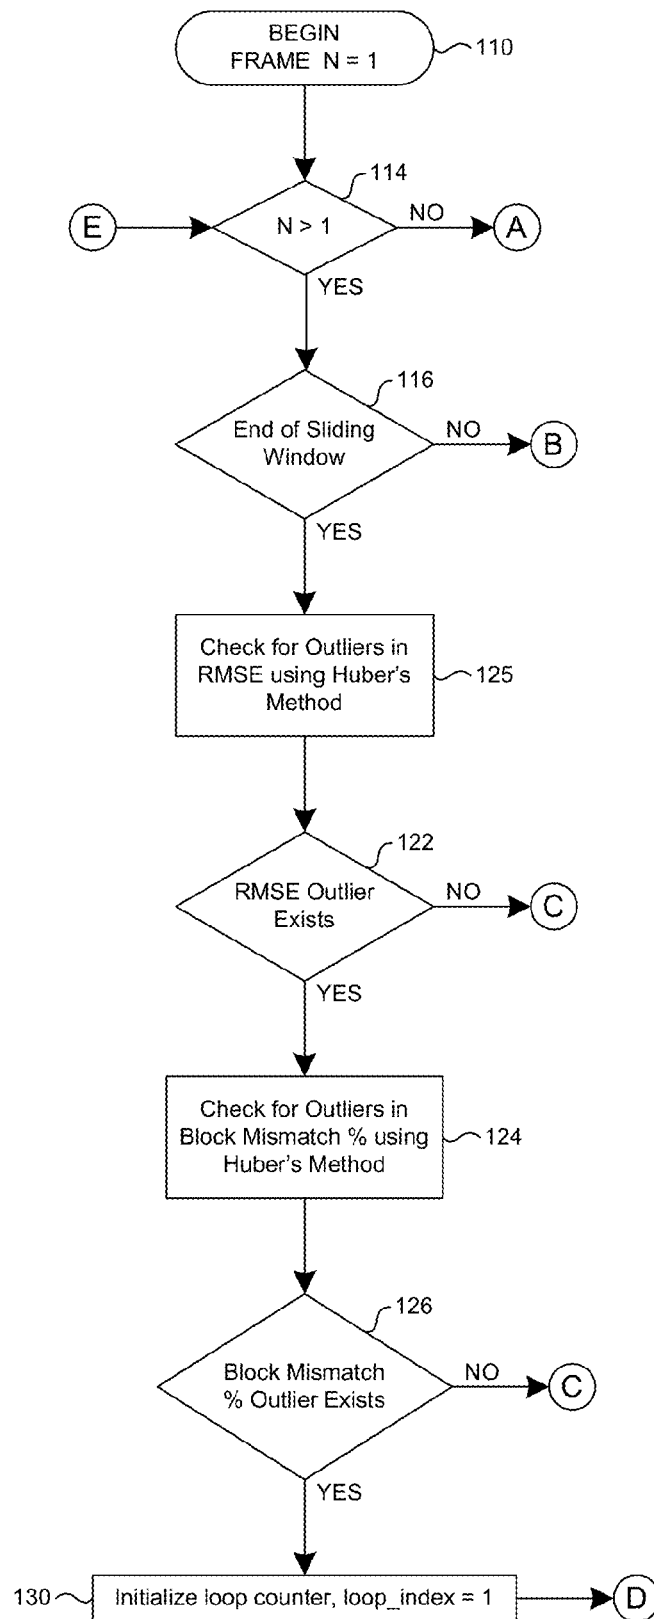 BEGIN
FRAME N = 1
110
114
E
N > 1
NO
A
YES
116
End of Sliding
Window
NO
B
YES
Check for Outliers in
RMSE using Huber's
Method
125
122
RMSE Outlier
Exists
NO
C
YES
Check for Outliers in
Block Mismatch % using
Huber's Method
124
126
Block Mismatch
% Outlier Exists
NO
C
YES
130
Initialize loop counter, loop_index = 1
D